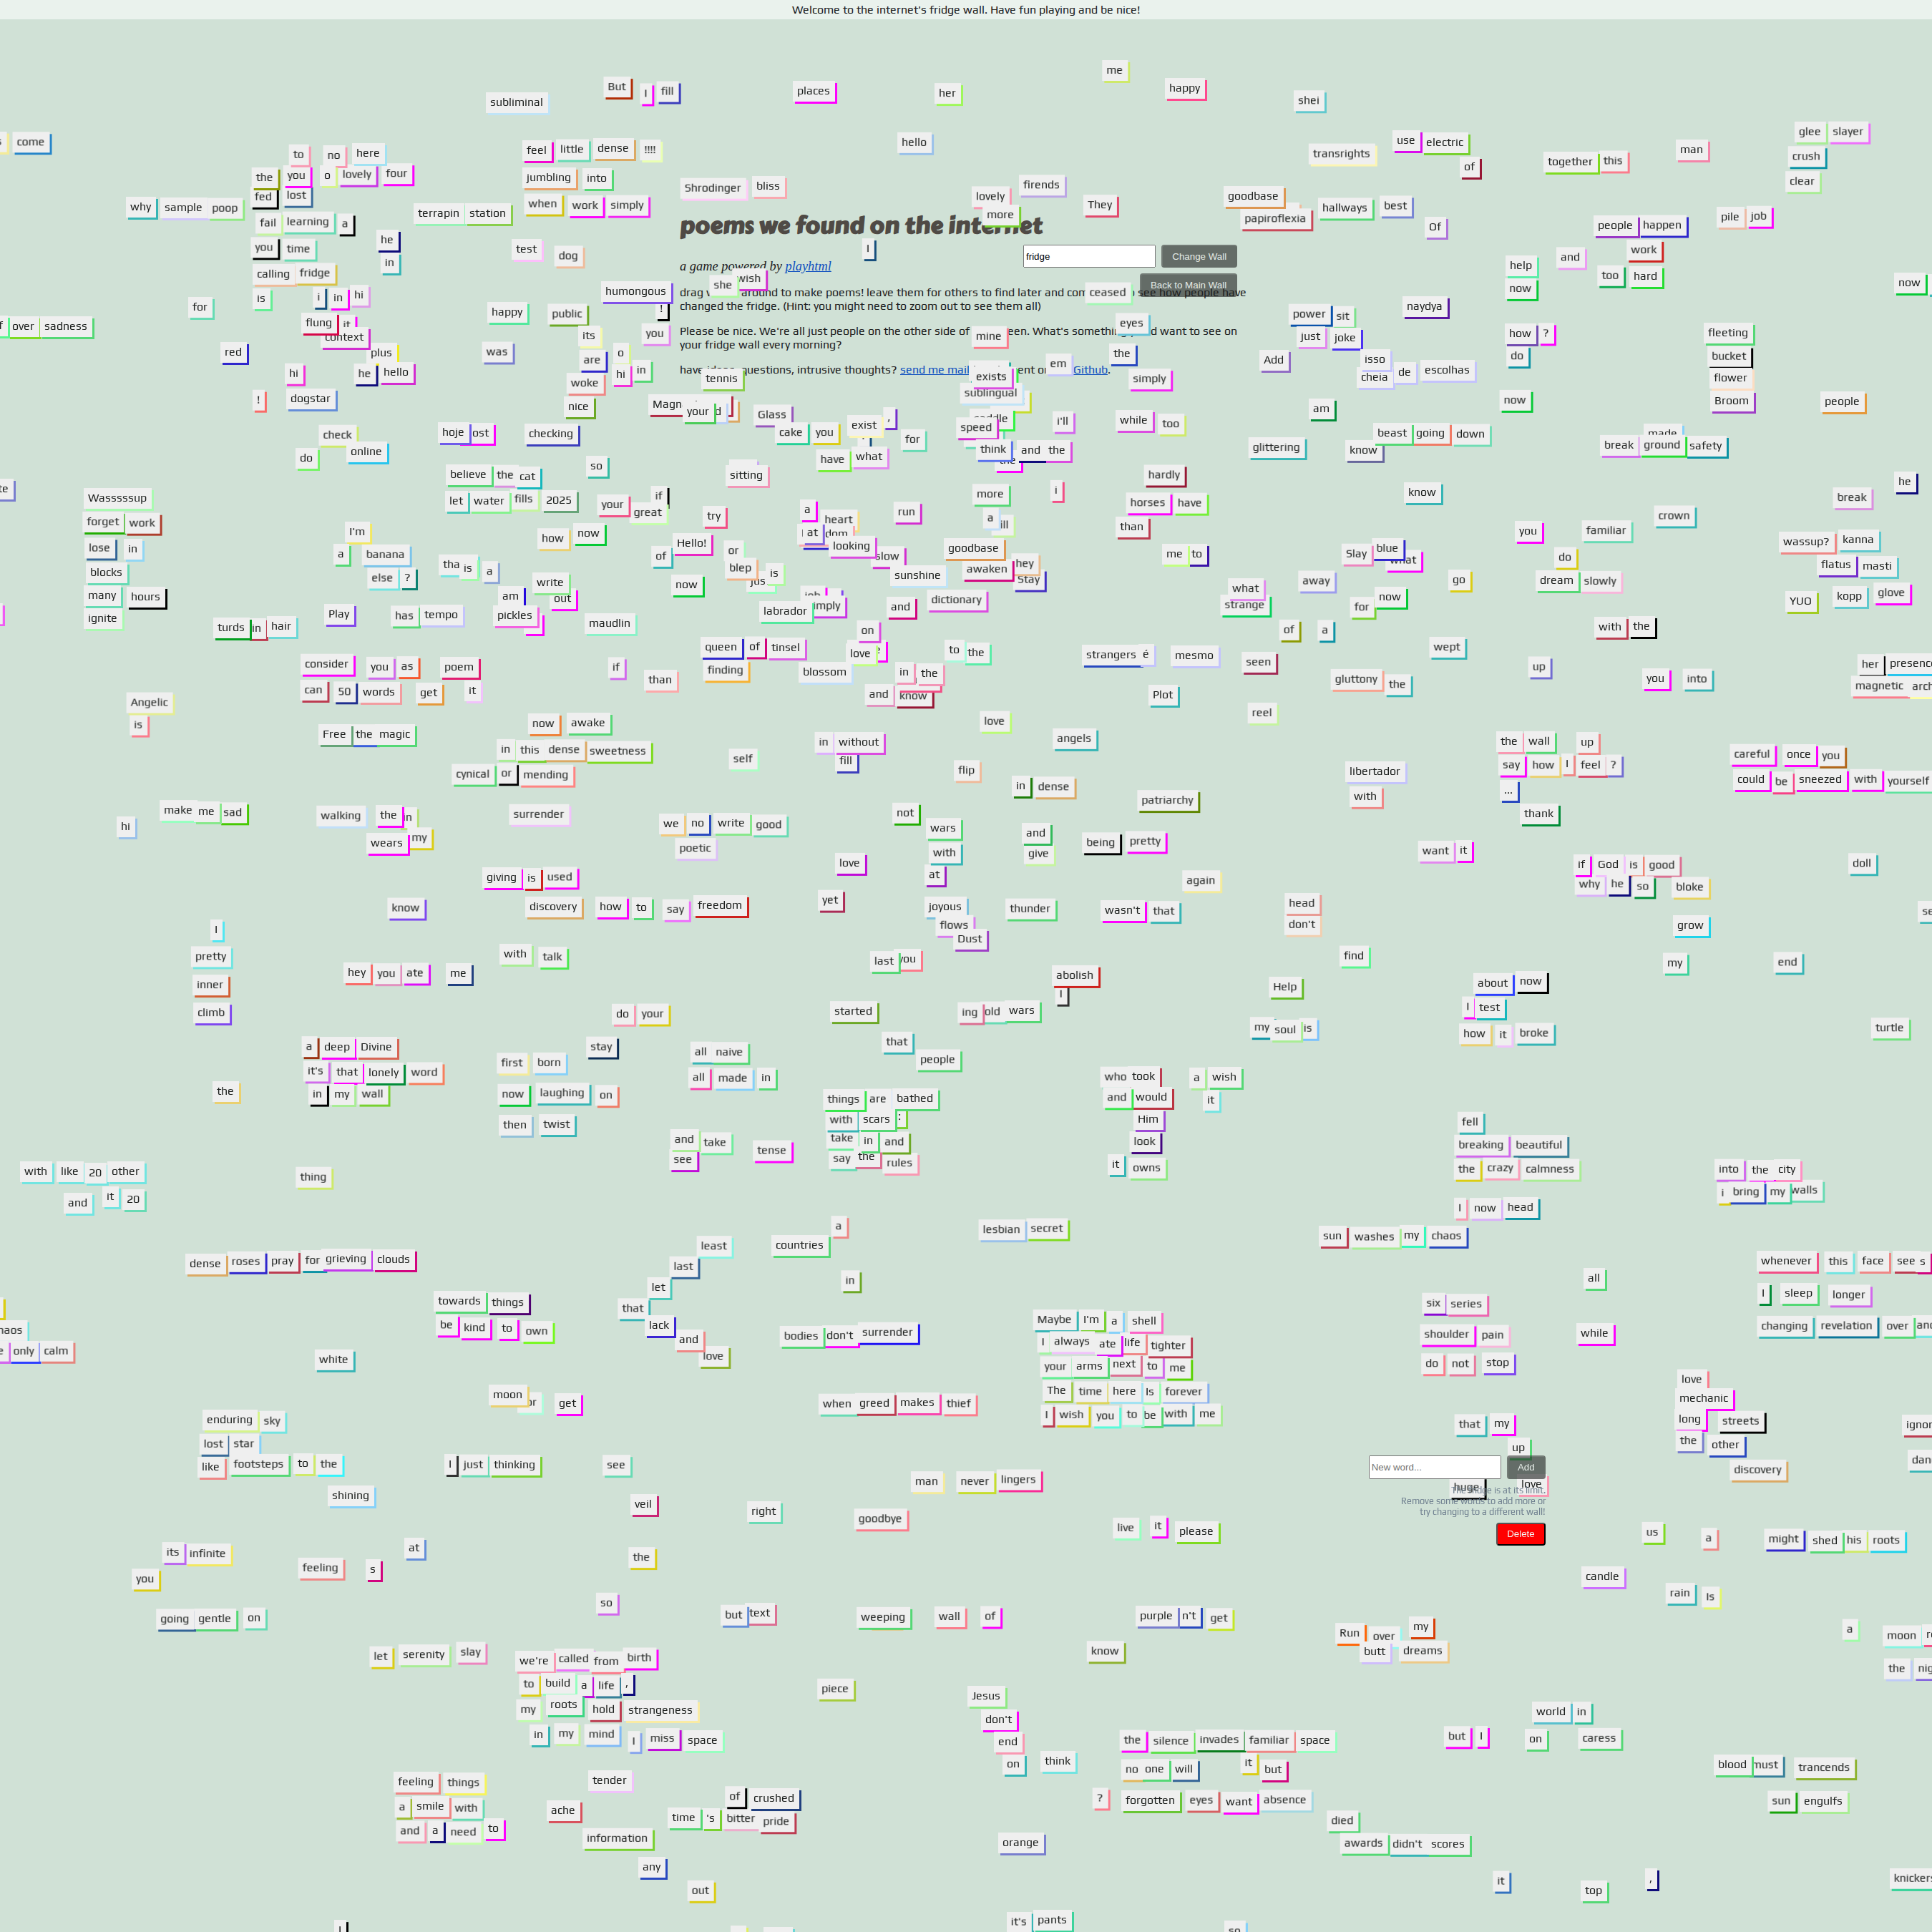 Welcome to the internet's fridge wall. Have fun playing and be nice!
me
But I fill places her happy
subliminal shei
come hello glee slayer
to no here feel little dense !!!! transrights use electric man crush
the you o lovely four jumbling into of together this clear
fed lost Shrodinger bliss lovely firends goodbase
why sample poop when work simply more They papiroflexia hallways best
fail learning a terrapin station poems we found on the internet Of people happen pile job
you time he test dog I fridge Change Wall and work
calling fridge in a game powered by playhtml help too hard
is i in hi humongous she wish Back to Main Wall now now
for ! ceased naydya
drag around to make poems! leave them for others to find later and see how people have
changed the fridge. (Hint: you might need to zoom out to see them all)
over sadness flung it happy public its you eyes power sit
context Please be nice. We're all just people on the other side of want to see on how ? fleeting
your fridge wall every morning? mine just joke
red plus was are o the Add isso do bucket
hi he hello woke hi in have questions, intrusive thoughts? send me mail Github. em cheia de escolhas flower
tennis exists simply
! dogstar nice your Glass sublingual am now Broom people
check hoje ost checking cake you exist , for speed i'll while too beast going down made
do online have what think and the glittering know break ground safety
believe the cat so sitting hardly he
Wasssssup let water fills 2025 your if great more i horses have know break
forget work I'm how now try a heart run a than you familiar crown
lose in a banana of Hello! or at looking slow goodbase me to Slay blue what do wassup? kanna
blocks else ? tha is a now blep is sunshine awaken hey Stay away go dream slowly flatus masti
many hours write am out labrador imply and dictionary what strange for now YUO kopp glove
ignite Play has tempo pickles maudlin
turds in hair on of a with the
consider you as poem if queen of tinsel love to the strangers é mesmo seen wept up her presence
can 50 words get it than finding blossom in the gluttony the you into magnetic
Angelic and know Plot
is Free the magic now awake love reel
in this dense sweetness self in without fill angels the wall up careful once you
cynical or mending flip libertador say how I feel ? could be sneezed with yourself
in dense patriarchy with ...
make me sad walking the in surrender not thank
hi wears my we no write good wars and being pretty
poetic love with give want it if God is good doll
giving is used at again why he so bloke
know discovery how to say freedom yet joyous thunder wasn't that head
I flows Dust don't grow
pretty with talk last you find my end
inner hey you ate me abolish Help about now
climb do your started ing old wars I my soul is I test turtle
a deep Divine stay that how it broke
it's that lonely word first born all naive people
the in my wall now laughing on all made in who took a wish
things are bathed and would it
then twist with scars : Him fell
and take take in and look breaking beautiful
see tense say the rules it owns the crazy calmness
with like 20 other thing into the city
and it 20 i bring my walls
I now head
a lesbian secret sun washes my chaos
dense roses pray for grieving clouds least countries whenever this face see s
last in all
towards things let I sleep longer
be kind to own that six series
lack bodies don't surrender Maybe I'm a shell changing revelation over and
only calm and I always ate life tighter shoulder pain while
white love your arms next to me do not stop
moon or get when greed makes thief The time here Is forever love
enduring sky I wish you to be with me mechanic
lost star that my long streets
like footsteps to the I just thinking see up the other
shining man never lingers New word... Add discovery
huge love
The fridge is at its limit.
Remove some words to add more or
try changing to a different wall!
veil right goodbye live it please Delete us a might shed his roots
its infinite at the
you feeling s candle
going gentle on so but text weeping wall of purple n't get rain Is
Run over my a moon
let serenity slay we're called from birth know butt dreams the
to build a life , piece Jesus
my roots hold strangeness don't world in
in my mind I miss space end the silence invades familiar space but I on caress
feeling things tender on think no one will it but blood must trancends
a smile with ache of crushed ? forgotten eyes want absence sun engulfs
and a need to information time 's bitter pride died
orange awards didn't scores
any it top , knickers
out
it's pants
so